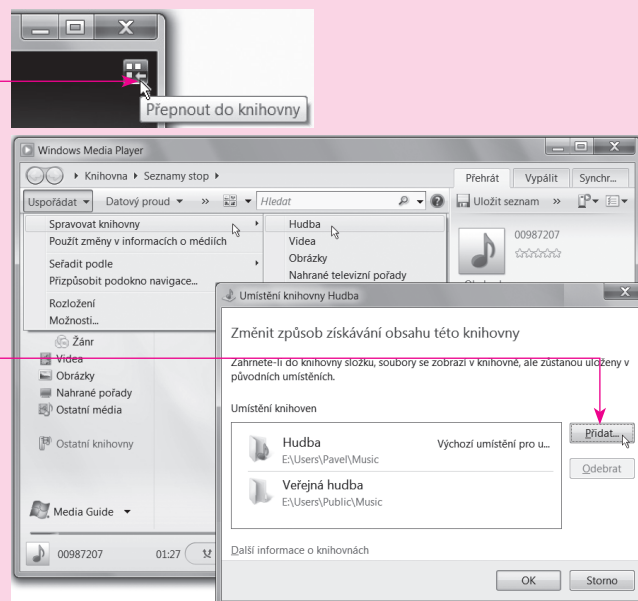 Přepnout do knihovny
Windows Media Player
Knihovna Seznamy stop
Přehrát Vypálit Synchr...
Uspořádat Datový proud » Hledat
Uložit seznam »
Spravovat knihovny
Použít změny v informacích o médiích
Seřadit podle
Přizpůsobit podokno navigace...
Rozložení
Možnosti...
Hudba
Videa
Obrázky
Nahrané televizní pořady
00987207
Žánr
Videa
Obrázky
Nahrané pořady
Ostatní média
Ostatní knihovny
Media Guide
00987207 01:27
Umístění knihovny Hudba
Změnit způsob získávání obsahu této knihovny
Zahrnete-li do knihovny složku, soubory se zobrazí v knihovně, ale zůstanou uloženy v
původních umístěních.
Umístění knihoven
Hudba Výchozí umístění pro u...
E:\Users\Pavel\Music
Veřejná hudba
E:\Users\Public\Music
Přidat...
Odebrat
Další informace o knihovnách
OK Storno